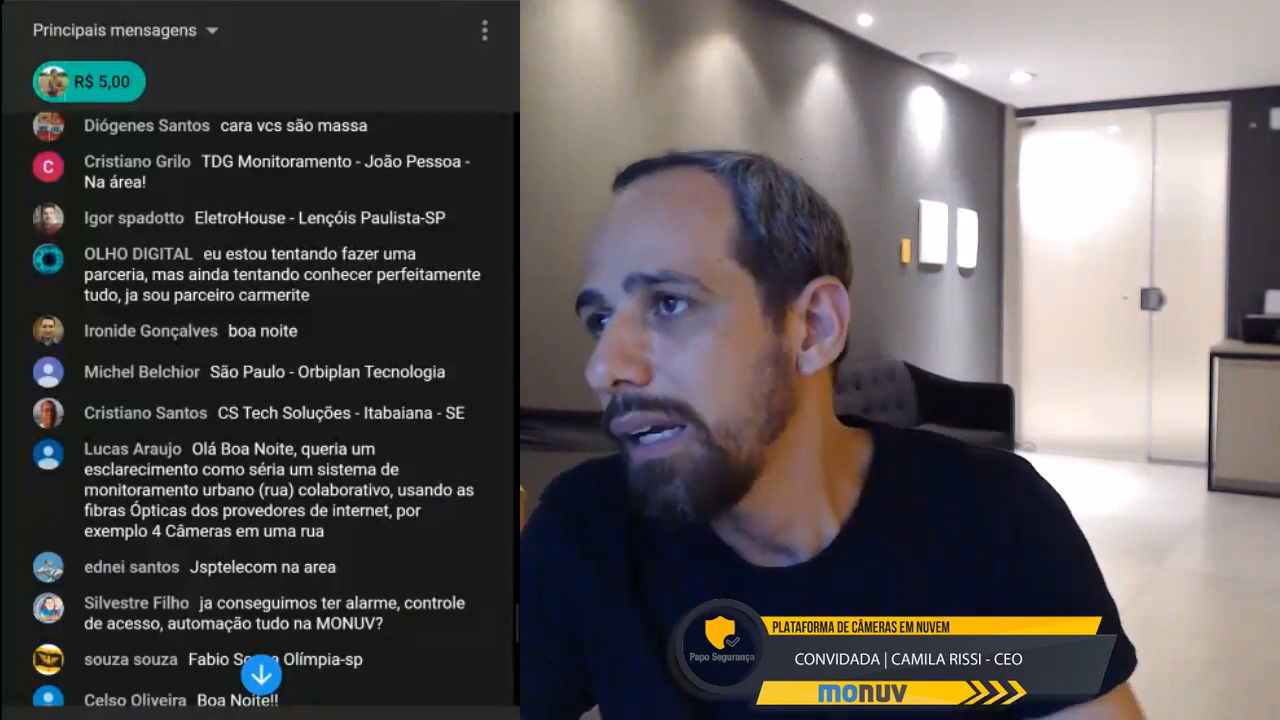 Principais mensagens
R$ 5,00
Diógenes Santos cara vcs são massa
C
Cristiano Grilo TDG Monitoramento - João Pessoa -
Na área!
Igor spadotto EletroHouse - Lençóis Paulista-SP
OLHO DIGITAL eu estou tentando fazer uma
parceria, mas ainda tentando conhecer perfeitamente
tudo, ja sou parceiro carmerite
Ironide Gonçalves boa noite
Michel Belchior São Paulo - Orbiplan Tecnologia
Cristiano Santos CS Tech Soluções - Itabaiana - SE
Lucas Araujo Olá Boa Noite, queria um
esclarecimento como séria um sistema de
monitoramento urbano (rua) colaborativo, usando as
fibras Ópticas dos provedores de internet, por
exemplo 4 Câmeras em uma rua
ednei santos Jsptelecom na area
Silvestre Filho ja conseguimos ter alarme, controle
de acesso, automação tudo na MONUV?
souza souza Fabio Olímpia-sp
Celso Oliveira Boa Noite!!
PLATAFORMA DE CÂMERAS EM NUVEM
Papo Segurança
CONVIDADA | CAMILA RISSI - CEO
monuv